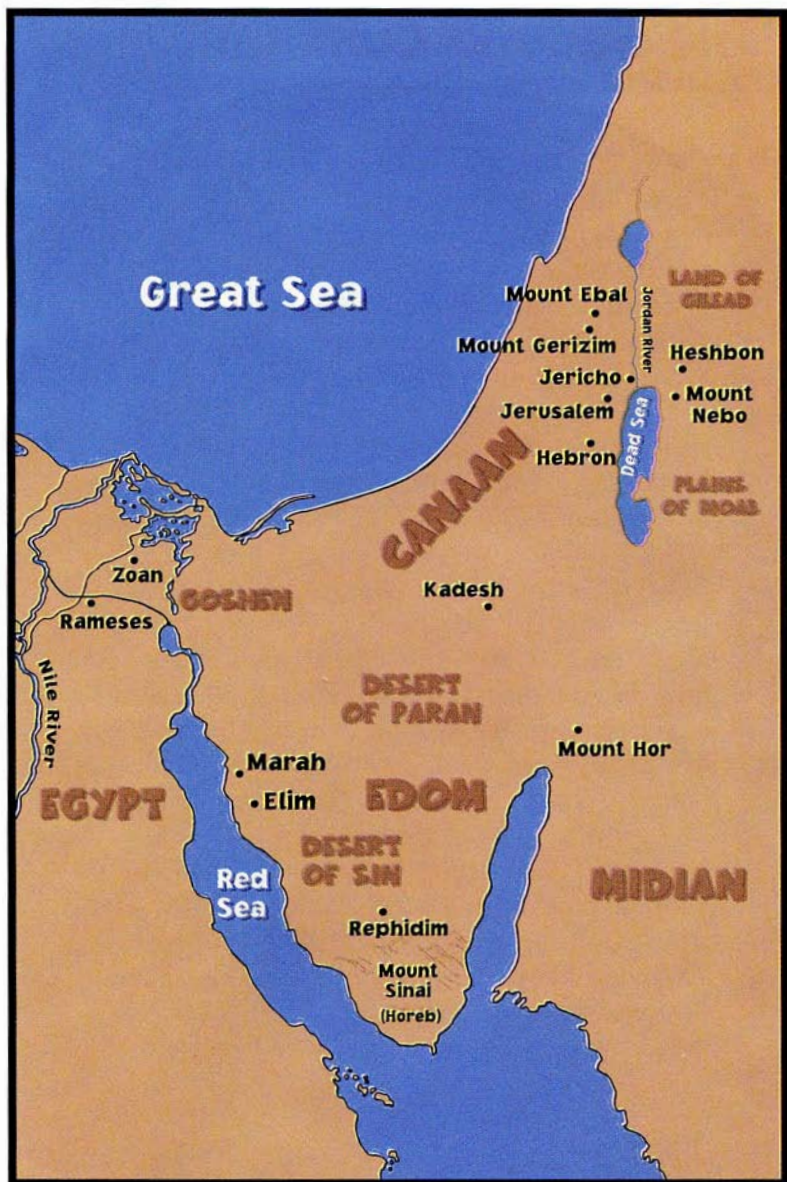 Great Sea
LAND OF
GILEAD
Mount Ebal
Jordan River
Mount Gerizim
Heshbon
Jericho
Mount
Nebo
Jerusalem
Dead Sea
Hebron
CANAAN
PLAINS
OF MOAB
Zoan
GOSHEN
Kadesh
Rameses
Nile River
DESERT
OF PARAN
Mount Hor
Marah
EGYPT
Elim
EDOM
DESERT
OF SIN
Red
Sea
MIDIAN
Rephidim
Mount
Sinai
(Horeb)